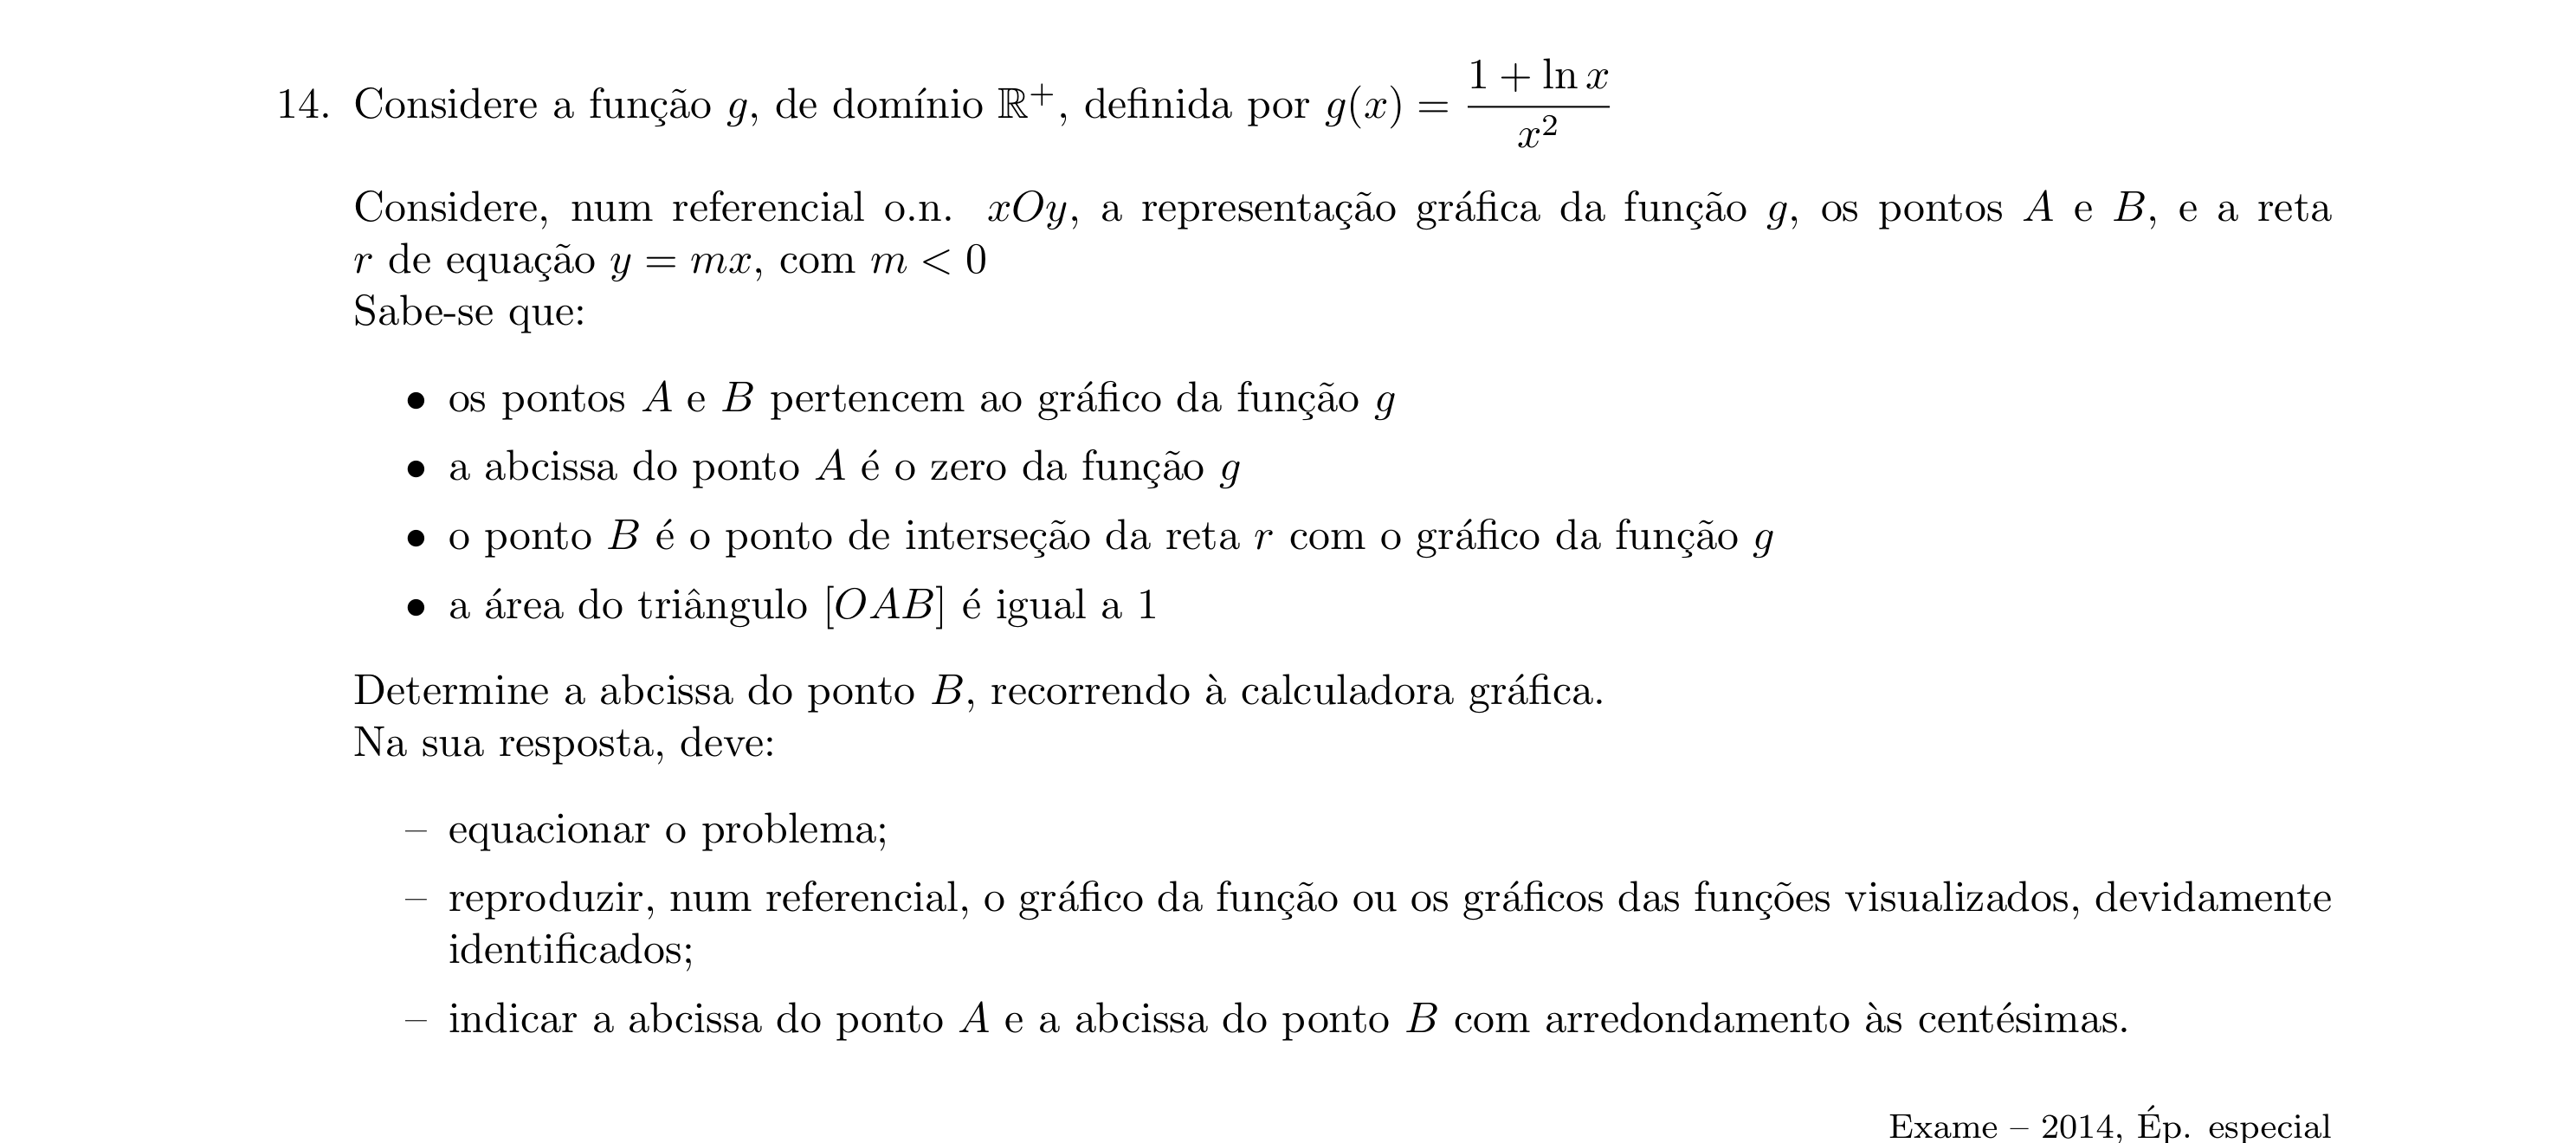 14. Considere a função g, de domínio ℝ⁺, definida por g(x) = (1 + ln x)/x²
Considere, num referencial o.n. xOy, a representação gráfica da função g, os pontos A e B, e a reta
r de equação y = mx, com m < 0
Sabe-se que:
• os pontos A e B pertencem ao gráfico da função g
• a abcissa do ponto A é o zero da função g
• o ponto B é o ponto de interseção da reta r com o gráfico da função g
• a área do triângulo [OAB] é igual a 1
Determine a abcissa do ponto B, recorrendo à calculadora gráfica.
Na sua resposta, deve:
– equacionar o problema;
– reproduzir, num referencial, o gráfico da função ou os gráficos das funções visualizados, devidamente
identificados;
– indicar a abcissa do ponto A e a abcissa do ponto B com arredondamento às centésimas.
Exame – 2014, Ép. especial